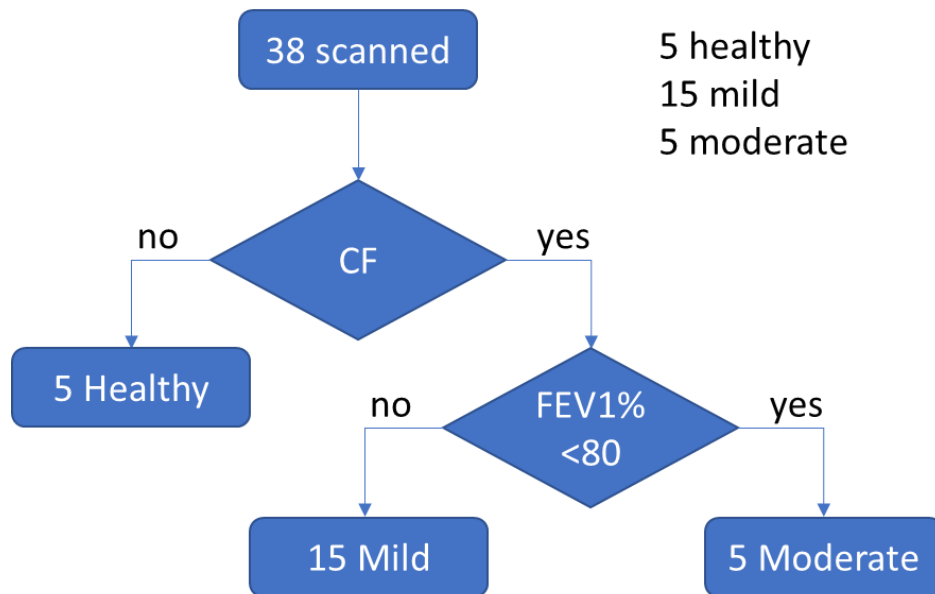 38 scanned
5 healthy
15 mild
5 moderate
no
yes
CF
5 Healthy
no
FEV1%
<80
yes
15 Mild
5 Moderate